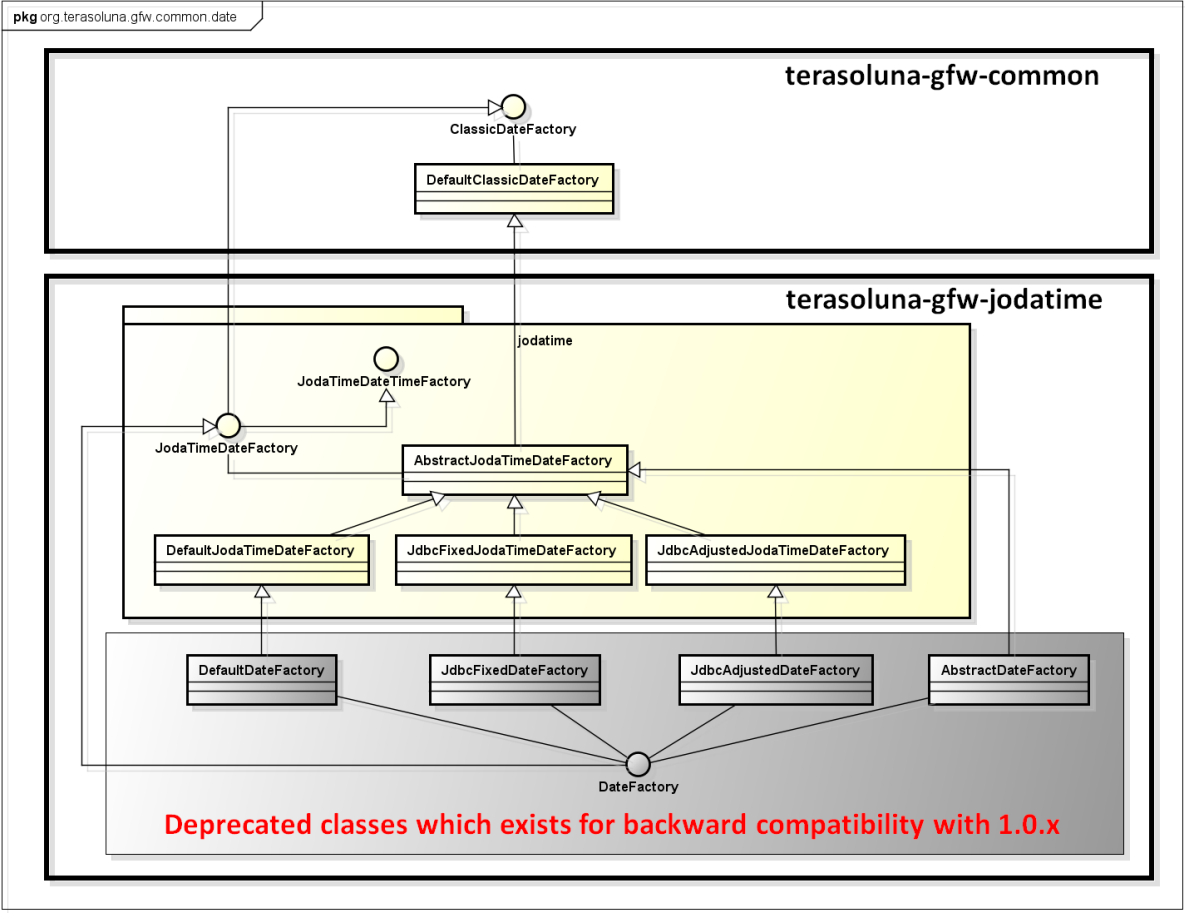 pkg org.terasoluna.gfw.common.date
terasoluna-gfw-common
ClassicDateFactory
DefaultClassicDateFactory
terasoluna-gfw-jodatime
jodatime
JodaTimeDateTimeFactory
JodaTimeDateFactory
AbstractJodaTimeDateFactory
DefaultJodaTimeDateFactory
JdbcFixedJodaTimeDateFactory
JdbcAdjustedJodaTimeDateFactory
DefaultDateFactory
JdbcFixedDateFactory
JdbcAdjustedDateFactory
AbstractDateFactory
DateFactory
Deprecated classes which exists for backward compatibility with 1.0.x